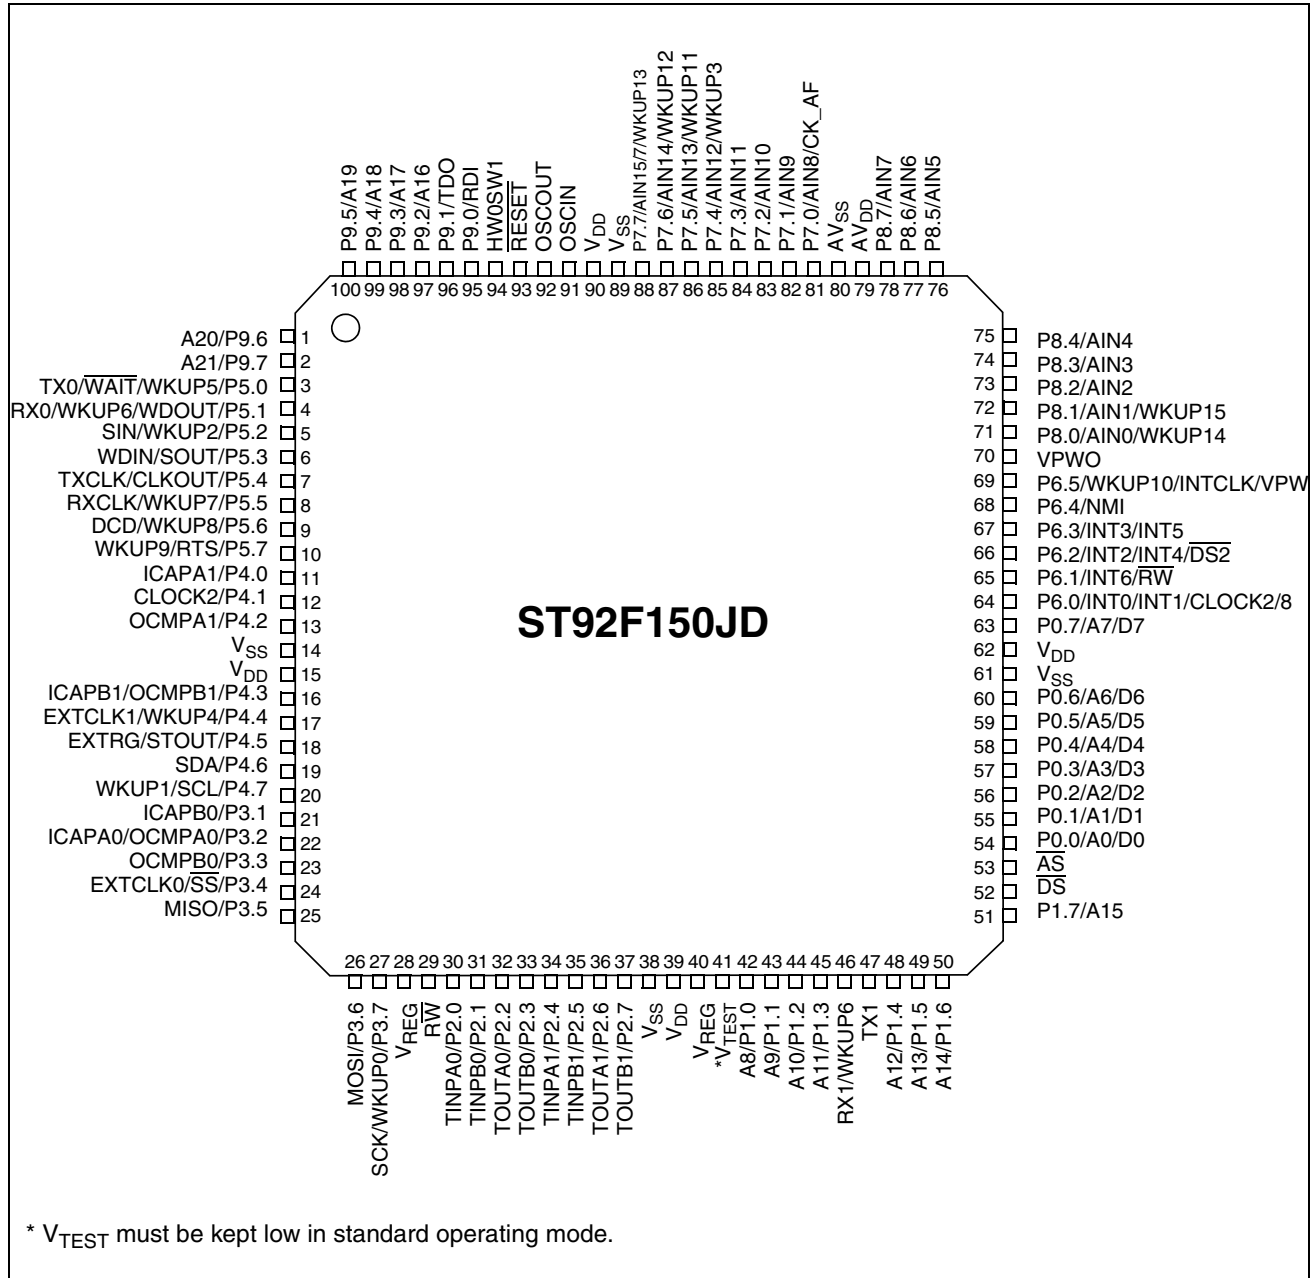 P9.5/A19
P9.4/A18
P9.3/A17
P9.2/A16
P9.1/TDO
P9.0/RDI
HW0SW1
RESET
OSCOUT
OSCIN
VDD
VSS
P7.7/AIN15/7/WKUP13
P7.6/AIN14/WKUP12
P7.5/AIN13/WKUP11
P7.4/AIN12/WKUP3
P7.3/AIN11
P7.2/AIN10
P7.1/AIN9
P7.0/AIN8/CK_AF
AVSS
AVDD
P8.7/AIN7
P8.6/AIN6
P8.5/AIN5
100 99 98 97 96 95 94 93 92 91 90 89 88 87 86 85 84 83 82 81 80 79 78 77 76
A20/P9.6 1
A21/P9.7 2
TX0/WAIT/WKUP5/P5.0 3
RX0/WKUP6/WDOUT/P5.1 4
SIN/WKUP2/P5.2 5
WDIN/SOUT/P5.3 6
TXCLK/CLKOUT/P5.4 7
RXCLK/WKUP7/P5.5 8
DCD/WKUP8/P5.6 9
WKUP9/RTS/P5.7 10
ICAPA1/P4.0 11
CLOCK2/P4.1 12
OCMPA1/P4.2 13
VSS 14
VDD 15
ICAPB1/OCMPB1/P4.3 16
EXTCLK1/WKUP4/P4.4 17
EXTRG/STOUT/P4.5 18
SDA/P4.6 19
WKUP1/SCL/P4.7 20
ICAPB0/P3.1 21
ICAPA0/OCMPA0/P3.2 22
OCMPB0/P3.3 23
EXTCLK0/SS/P3.4 24
MISO/P3.5 25
ST92F150JD
75 P8.4/AIN4
74 P8.3/AIN3
73 P8.2/AIN2
72 P8.1/AIN1/WKUP15
71 P8.0/AIN0/WKUP14
70 VPWO
69 P6.5/WKUP10/INTCLK/VPW
68 P6.4/NMI
67 P6.3/INT3/INT5
66 P6.2/INT2/INT4/DS2
65 P6.1/INT6/RW
64 P6.0/INT0/INT1/CLOCK2/8
63 P0.7/A7/D7
62 VDD
61 VSS
60 P0.6/A6/D6
59 P0.5/A5/D5
58 P0.4/A4/D4
57 P0.3/A3/D3
56 P0.2/A2/D2
55 P0.1/A1/D1
54 P0.0/A0/D0
53 AS
52 DS
51 P1.7/A15
26 27 28 29 30 31 32 33 34 35 36 37 38 39 40 41 42 43 44 45 46 47 48 49 50
MOSI/P3.6
SCK/WKUP0/P3.7
VREG
RW
TINPA0/P2.0
TINPB0/P2.1
TOUTA0/P2.2
TOUTB0/P2.3
TINPA1/P2.4
TINPB1/P2.5
TOUTA1/P2.6
TOUTB1/P2.7
VSS
VDD
VREG
*VTEST
A8/P1.0
A9/P1.1
A10/P1.2
A11/P1.3
RX1/WKUP6
TX1
A12/P1.4
A13/P1.5
A14/P1.6
* VTEST must be kept low in standard operating mode.